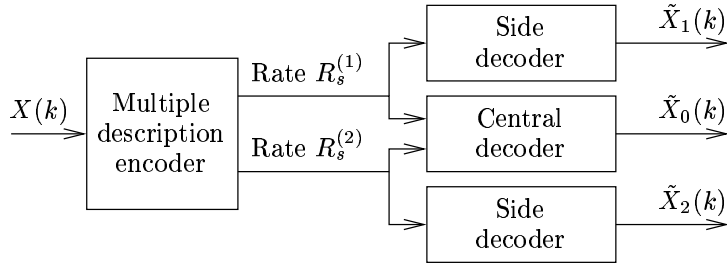 X(k)
Multiple
description
encoder
Rate R_s^{(1)}
Rate R_s^{(2)}
Side
decoder
Central
decoder
Side
decoder
X̃_1(k)
X̃_0(k)
X̃_2(k)